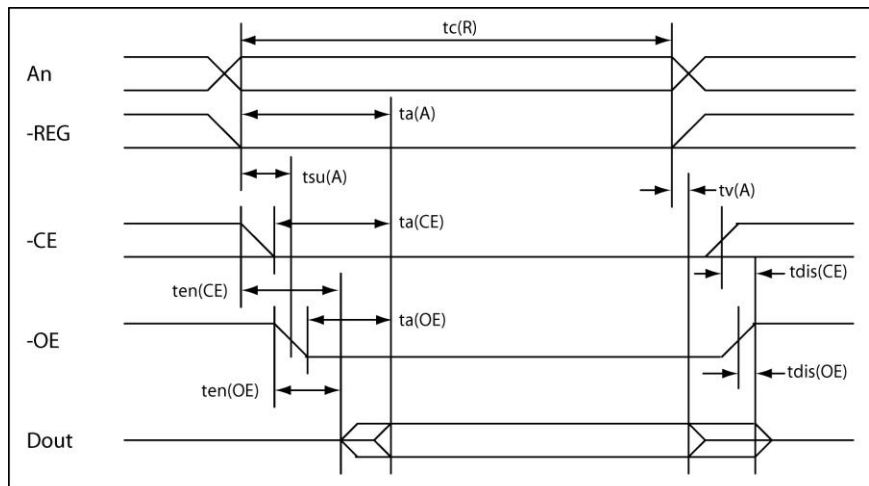 tc(R)
An
ta(A)
-REG
tsu(A)
tv(A)
-CE
ta(CE)
tdis(CE)
ten(CE)
ta(OE)
-OE
tdis(OE)
ten(OE)
Dout